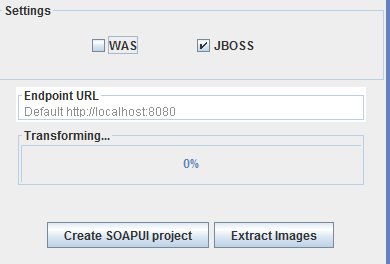 Settings
WAS
JBOSS
Endpoint URL
Default http://localhost:8080
Transforming...
0%
Create SOAPUI project
Extract Images